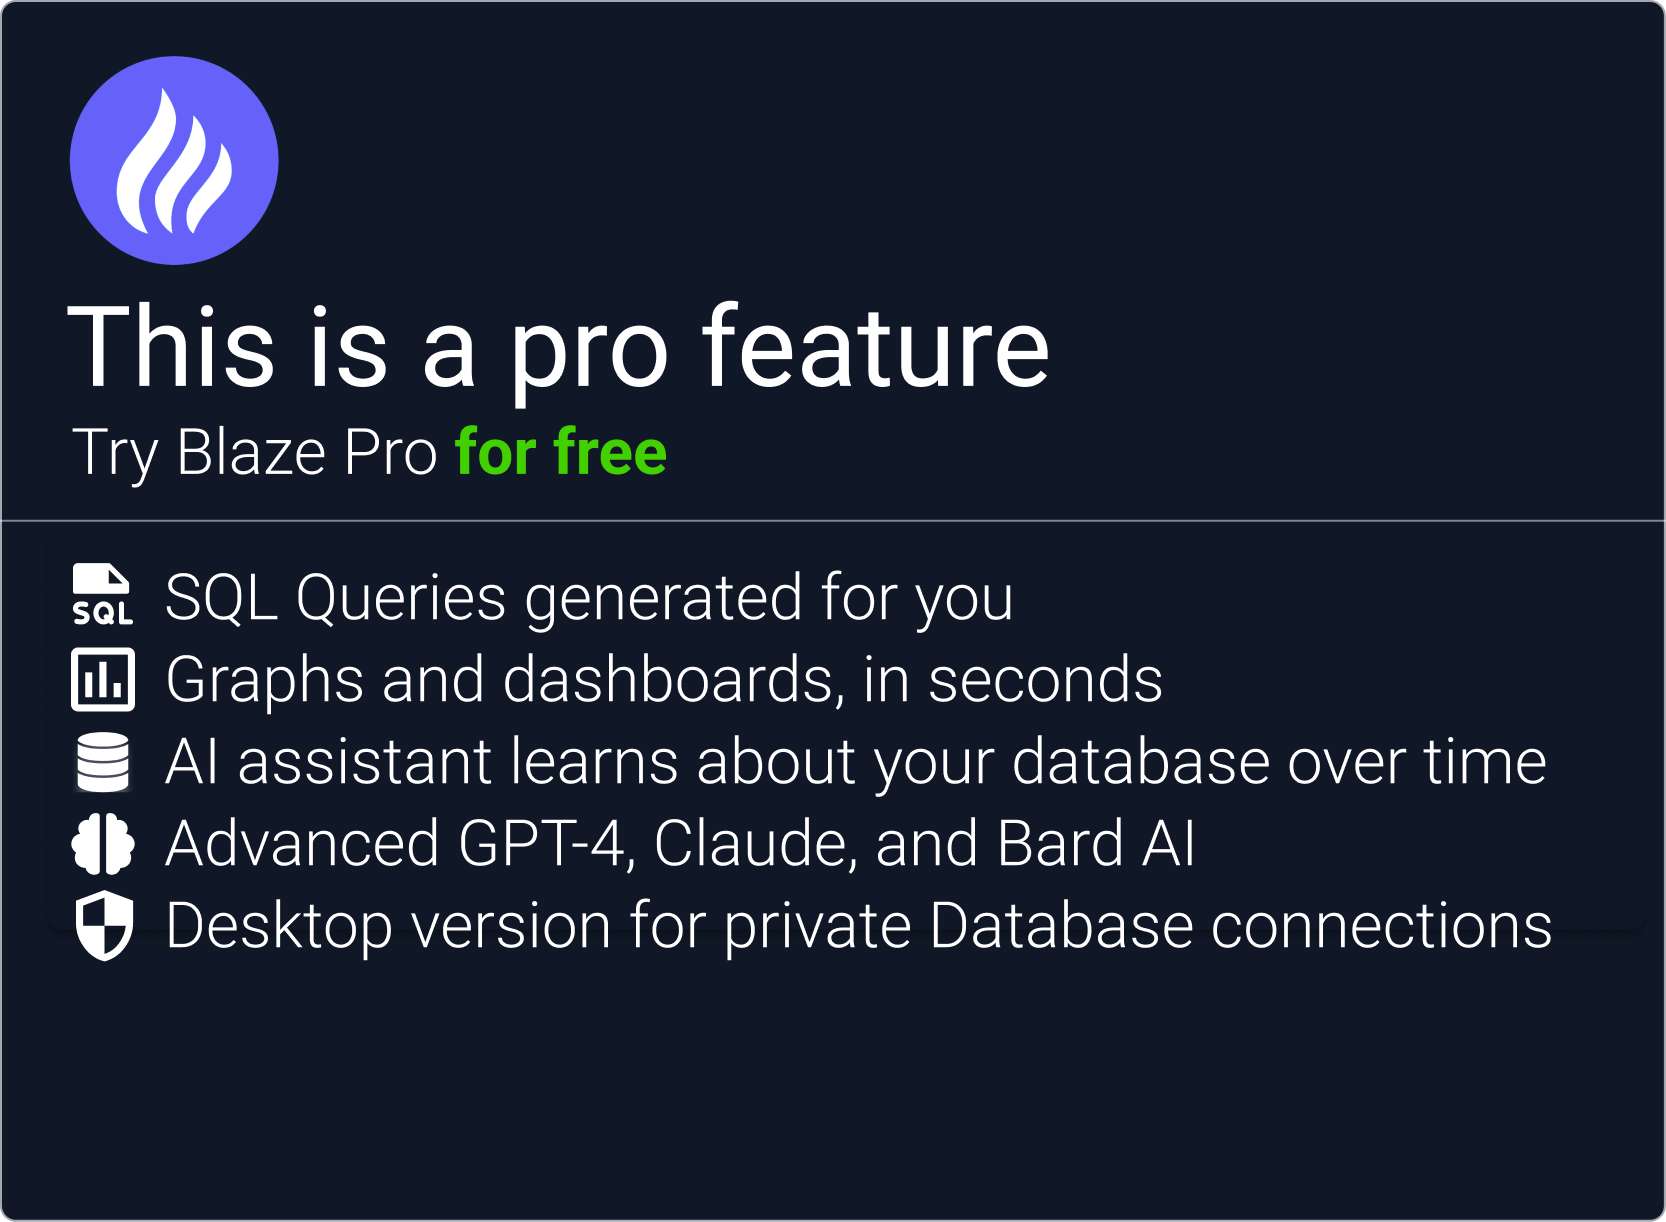 This is a pro feature
Try Blaze Pro for free
SQL
SQL Queries generated for you
Graphs and dashboards, in seconds
AI assistant learns about your database over time
Advanced GPT-4, Claude, and Bard AI
Desktop version for private Database connections